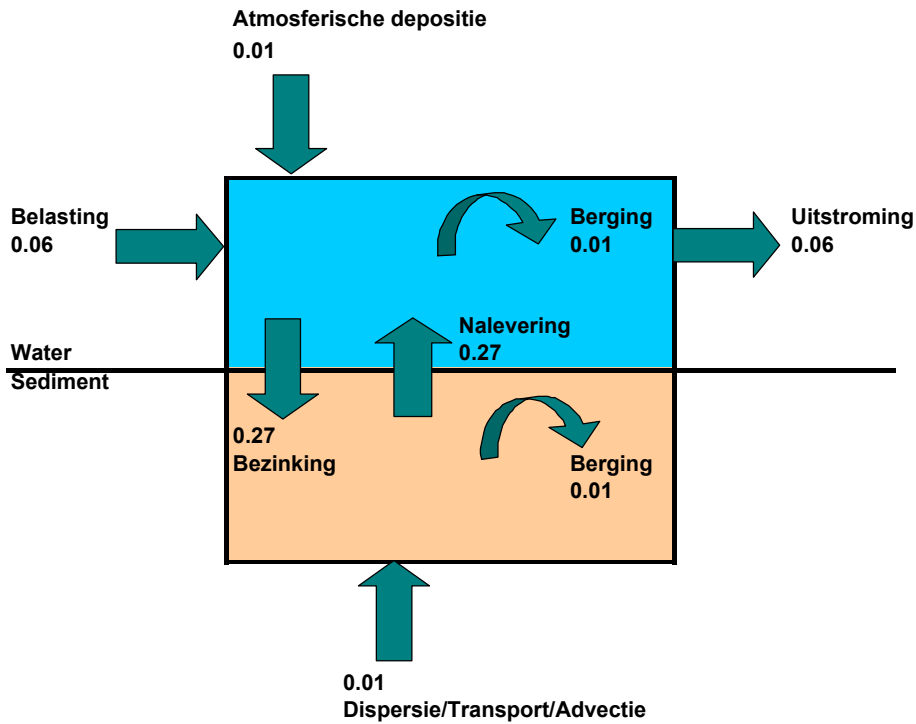 Atmosferische depositie
0.01
Belasting
0.06
Berging
0.01
Uitstroming
0.06
Nalevering
0.27
Water
Sediment
0.27
Bezinking
Berging
0.01
0.01
Dispersie/Transport/Advectie